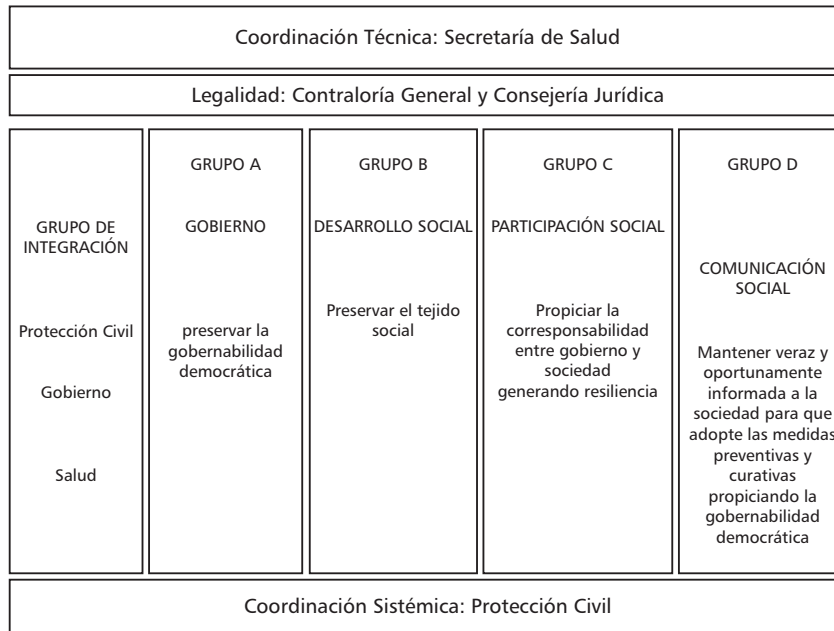 Coordinación Técnica: Secretaría de Salud
Legalidad: Contraloría General y Consejería Jurídica
GRUPO DE
INTEGRACIÓN
Protección Civil
Gobierno
Salud
GRUPO A
GOBIERNO
preservar la
gobernabilidad
democrática
GRUPO B
DESARROLLO SOCIAL
Preservar el tejido
social
GRUPO C
PARTICIPACIÓN SOCIAL
Propiciar la
corresponsabilidad
entre gobierno y
sociedad
generando resiliencia
GRUPO D
COMUNICACIÓN
SOCIAL
Mantener veraz y
oportunamente
informada a la
sociedad para que
adopte las medidas
preventivas y
curativas
propiciando la
gobernabilidad
democrática
Coordinación Sistémica: Protección Civil